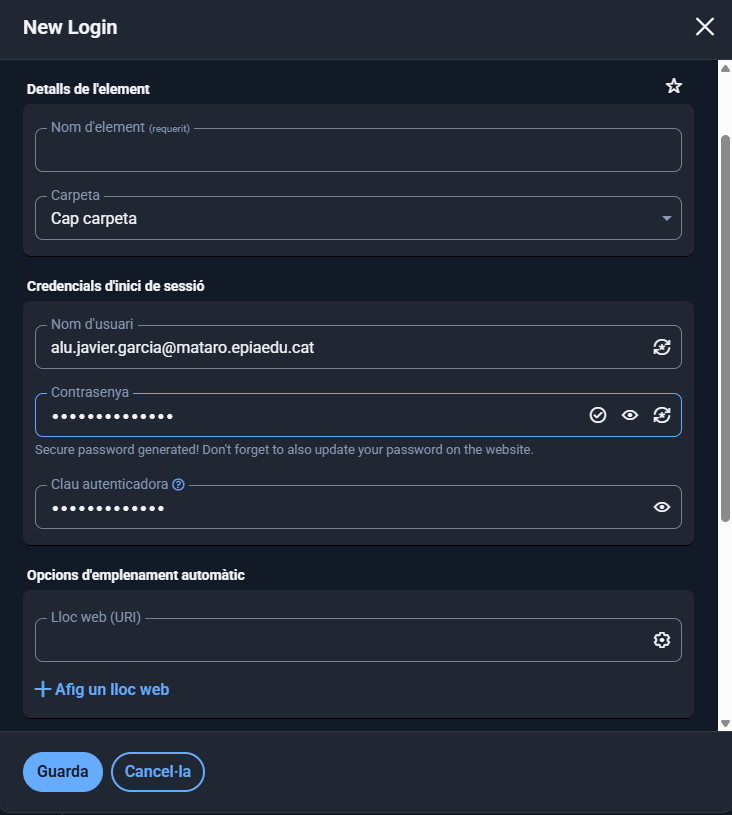 New Login
Detalls de l'element
Nom d'element (requerit)
Carpeta
Cap carpeta
Credencials d'inici de sessió
Nom d'usuari
alu.javier.garcia@mataro.epiaedu.cat
Contrasenya
••••••••••••••
Secure password generated! Don't forget to also update your password on the website.
Clau autenticadora
•••••••••••••
Opcions d'emplenament automàtic
Lloc web (URI)
Afig un lloc web
Guarda
Cancel·la